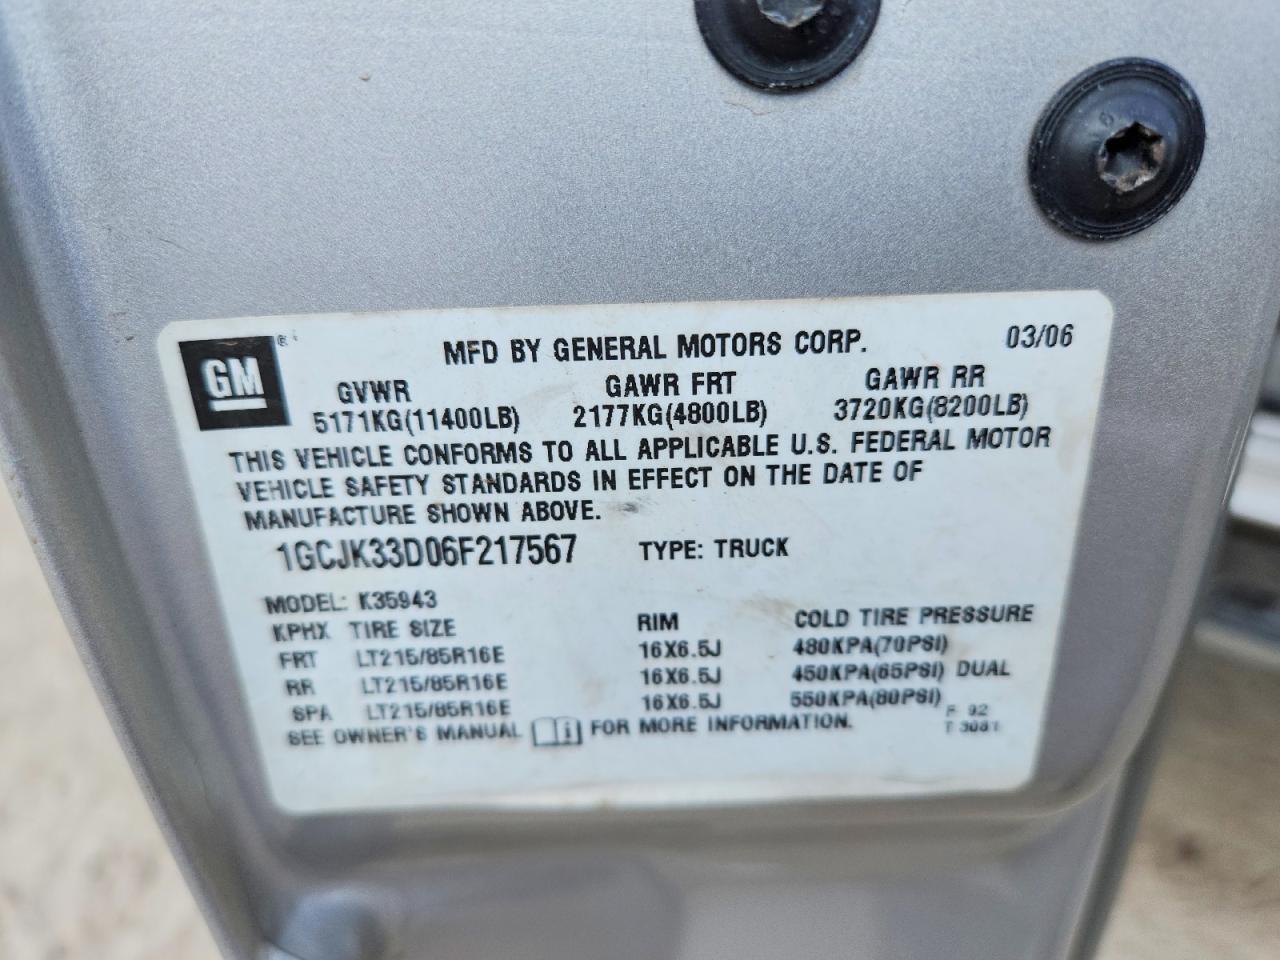 GM ® MFD BY GENERAL MOTORS CORP. 03/06
GVWR GAWR FRT GAWR RR
5171KG(11400LB) 2177KG(4800LB) 3720KG(8200LB)
THIS VEHICLE CONFORMS TO ALL APPLICABLE U.S. FEDERAL MOTOR
VEHICLE SAFETY STANDARDS IN EFFECT ON THE DATE OF
MANUFACTURE SHOWN ABOVE.
1GCJK33D06F217567 TYPE: TRUCK
MODEL: K35943
KPHX TIRE SIZE RIM COLD TIRE PRESSURE
FRT LT215/85R16E 16X6.5J 480KPA(70PSI)
RR LT215/85R16E 16X6.5J 450KPA(65PSI) DUAL
SPA LT215/85R16E 16X6.5J 550KPA(80PSI)
SEE OWNER'S MANUAL i FOR MORE INFORMATION.
F 92
T 3081